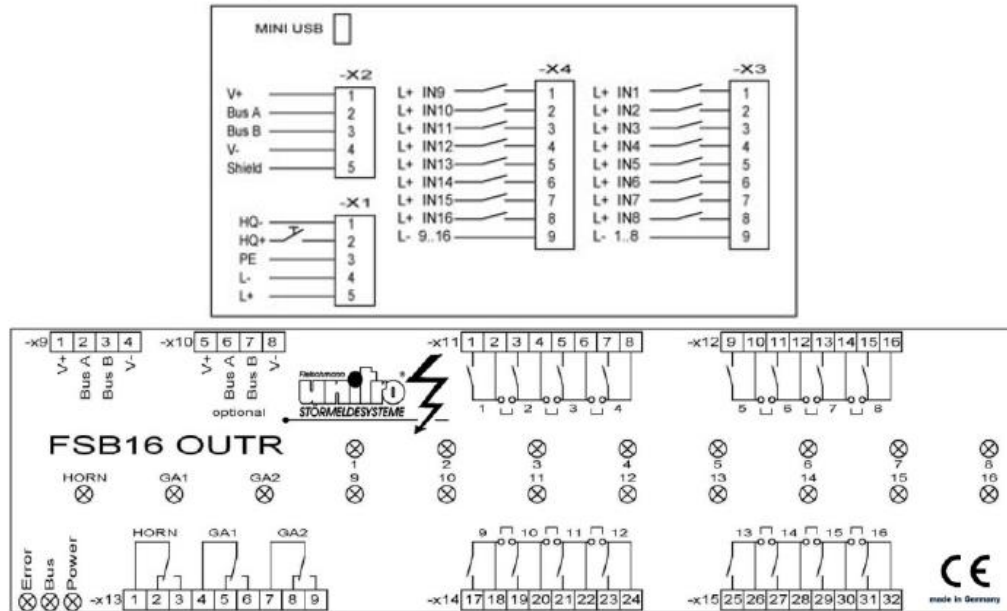 MINI USB
-X2
V+ 1
Bus A 2
Bus B 3
V- 4
Shield 5
-X1
HQ- 1
HQ+ 2
PE 3
L- 4
L+ 5
-X4
L+ IN9 1
L+ IN10 2
L+ IN11 3
L+ IN12 4
L+ IN13 5
L+ IN14 6
L+ IN15 7
L+ IN16 8
L- 9..16 9
-X3
L+ IN1 1
L+ IN2 2
L+ IN3 3
L+ IN4 4
L+ IN5 5
L+ IN6 6
L+ IN7 7
L+ IN8 8
L- 1..8 9
-x9 1 2 3 4
V+ Bus A Bus B V-
-x10 5 6 7 8
V+ Bus A Bus B V-
optional
Fleischmann
unitro®
STÖRMELDESYSTEME
-x11 1 2 3 4 5 6 7 8
1 2 3 4
-x12 9 10 11 12 13 14 15 16
5 6 7 8
FSB16 OUTR
1 2 3 4 5 6 7 8
HORN GA1 GA2 9 10 11 12 13 14 15 16
HORN GA1 GA2
9 10 11 12
13 14 15 16
Error Bus Power
-x13 1 2 3 4 5 6 7 8 9
-x14 17 18 19 20 21 22 23 24
-x15 25 26 27 28 29 30 31 32
CE
made in Germany